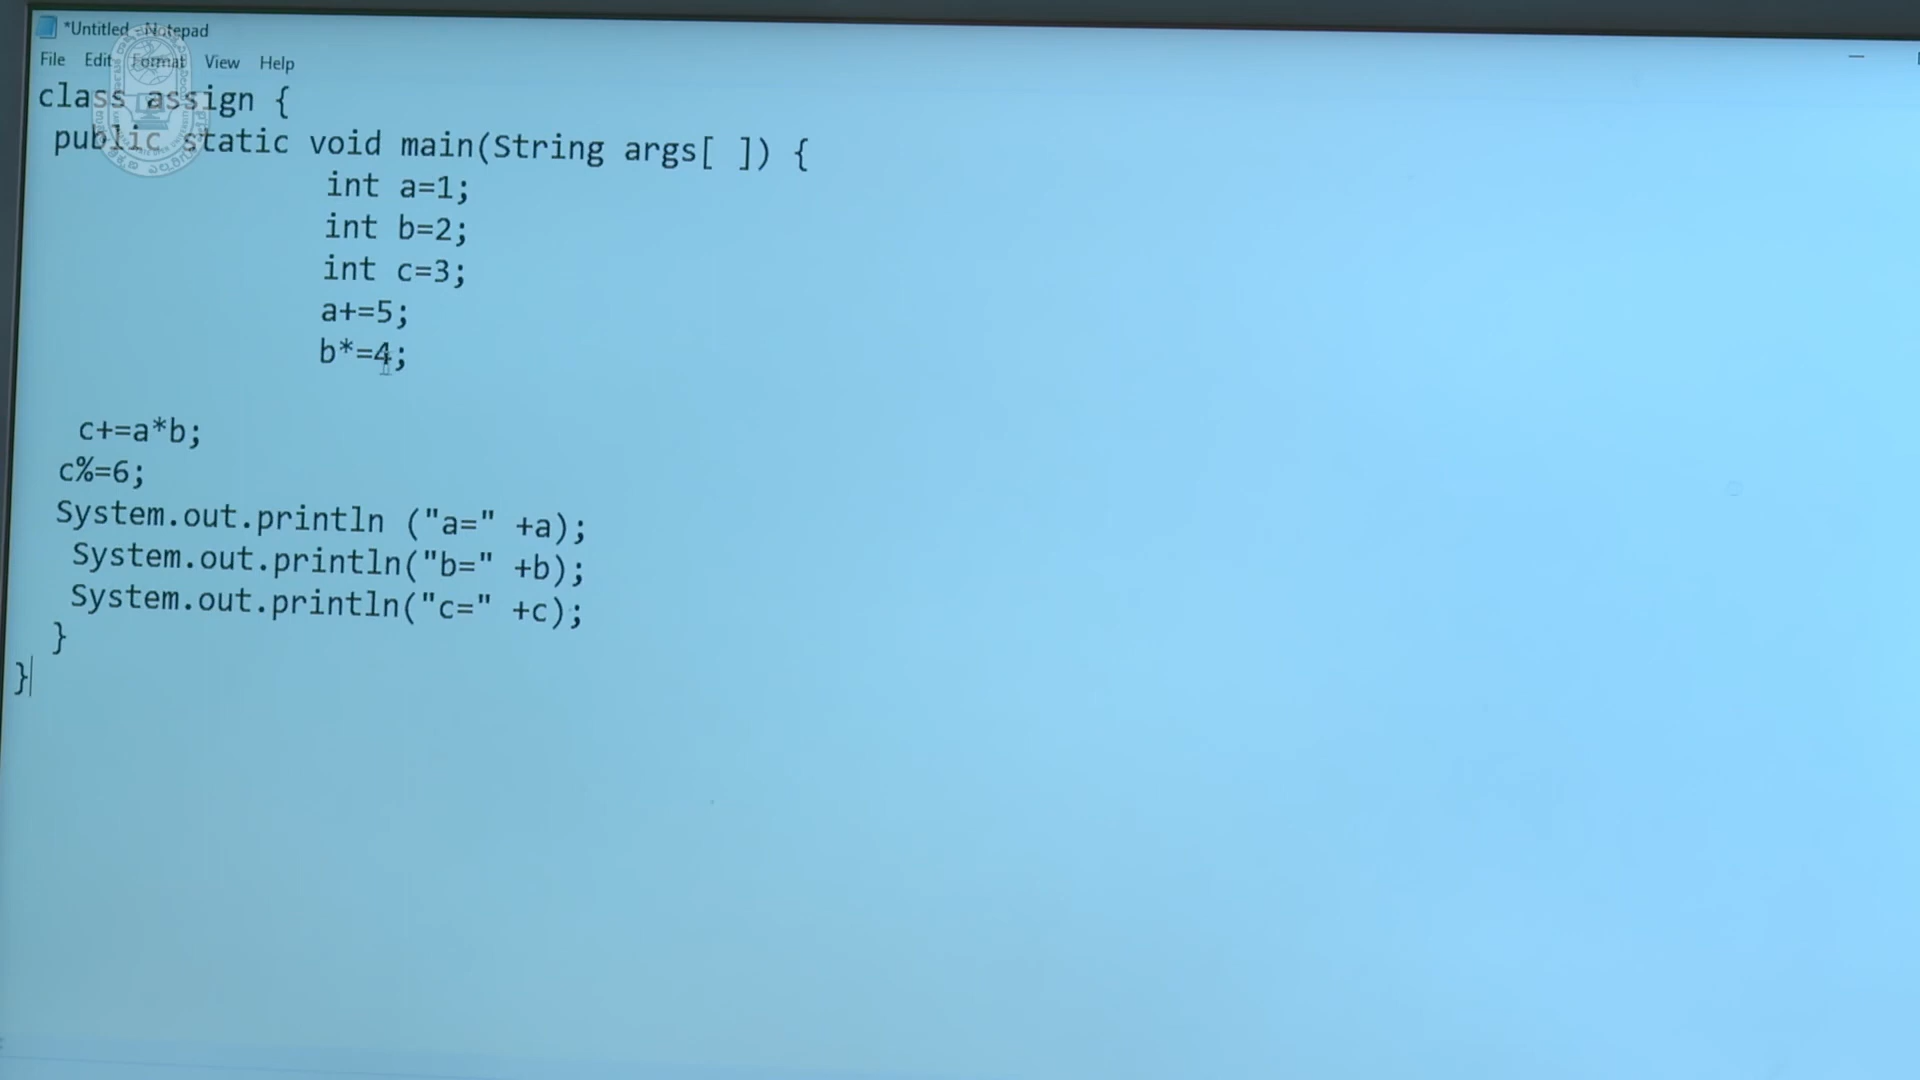 *Untitled - Notepad
File Edit Format View Help
class assign {
public static void main(String args[ ]) {
int a=1;
int b=2;
int c=3;
a+=5;
b*=4;
c+=a*b;
c%=6;
System.out.println ("a=" +a);
System.out.println("b=" +b);
System.out.println("c=" +c);
}
}